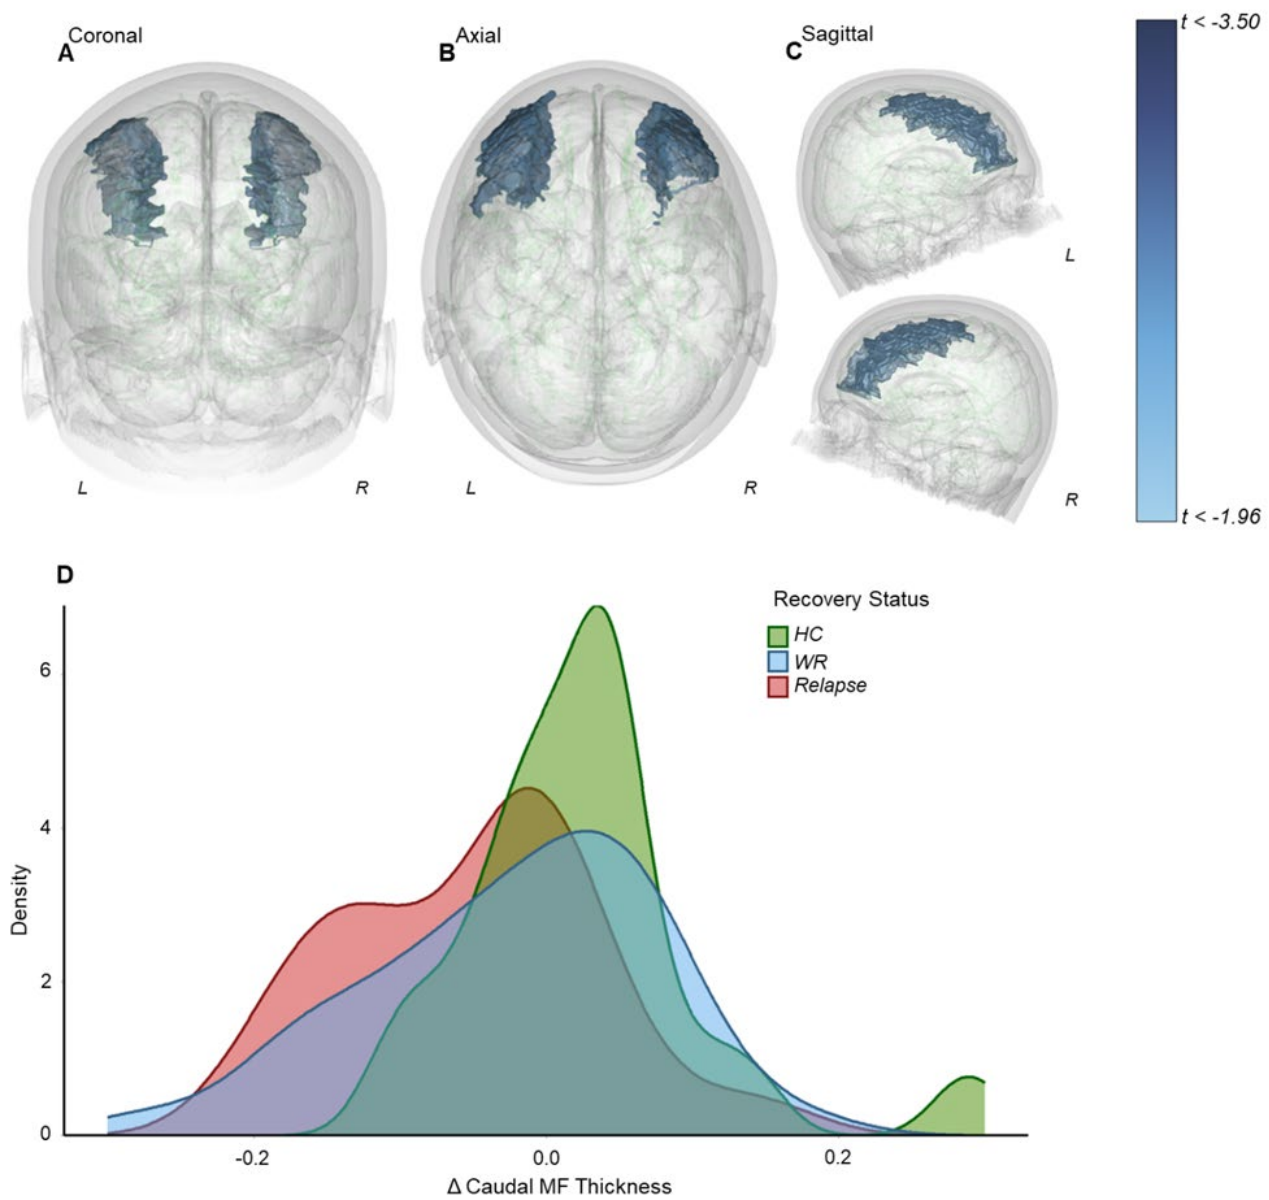 A Coronal
B Axial
C Sagittal
t < -3.50
L
R
L R
L R
t < -1.96
D
Recovery Status
HC
WR
Relapse
6
4
2
0
Density
-0.2 0.0 0.2
Δ Caudal MF Thickness